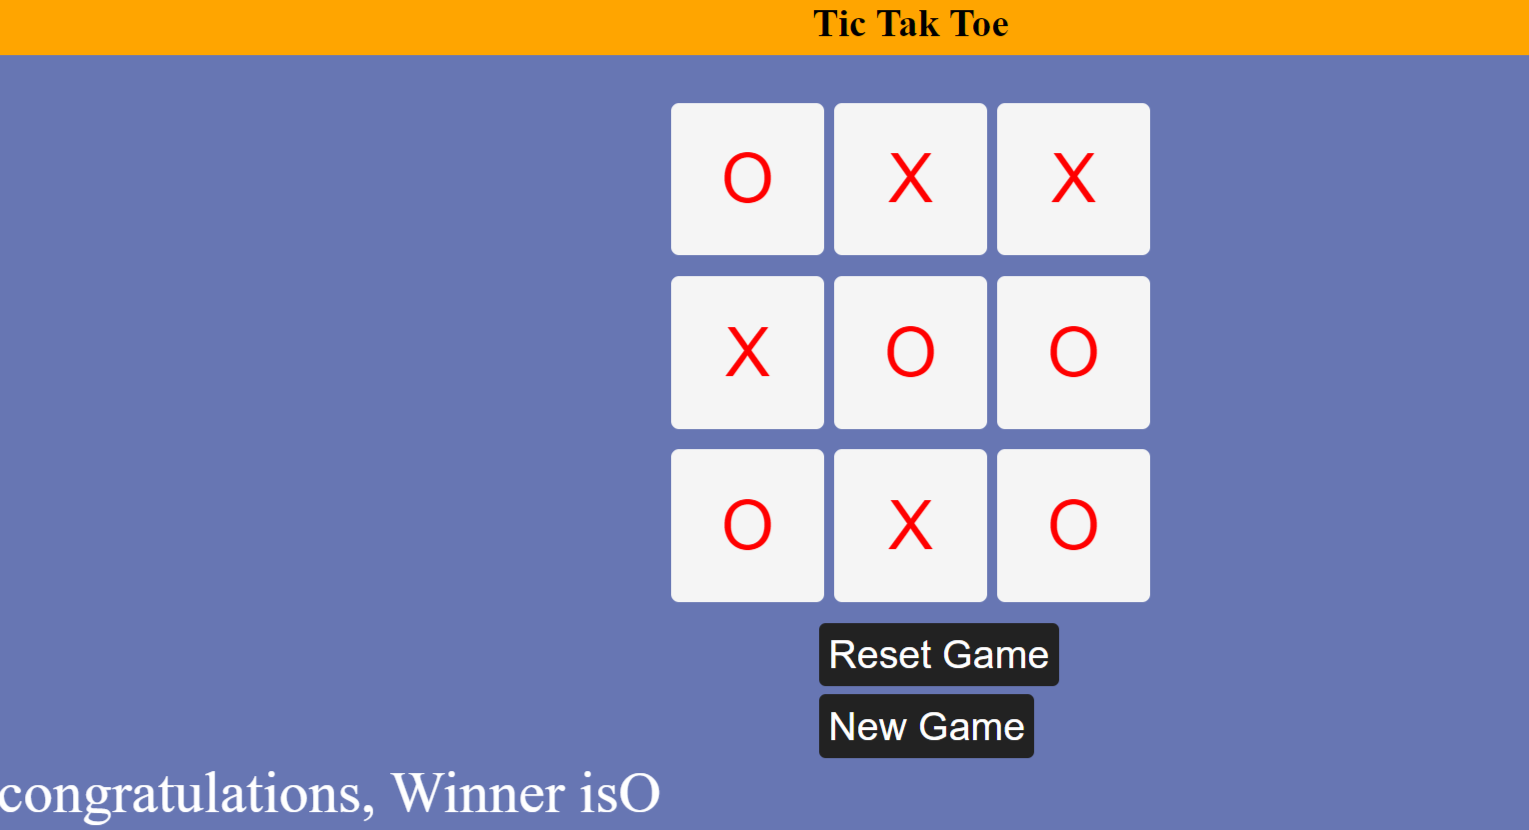 Tic Tak Toe
O X X
X O O
O X O
Reset Game
New Game
congratulations, Winner isO